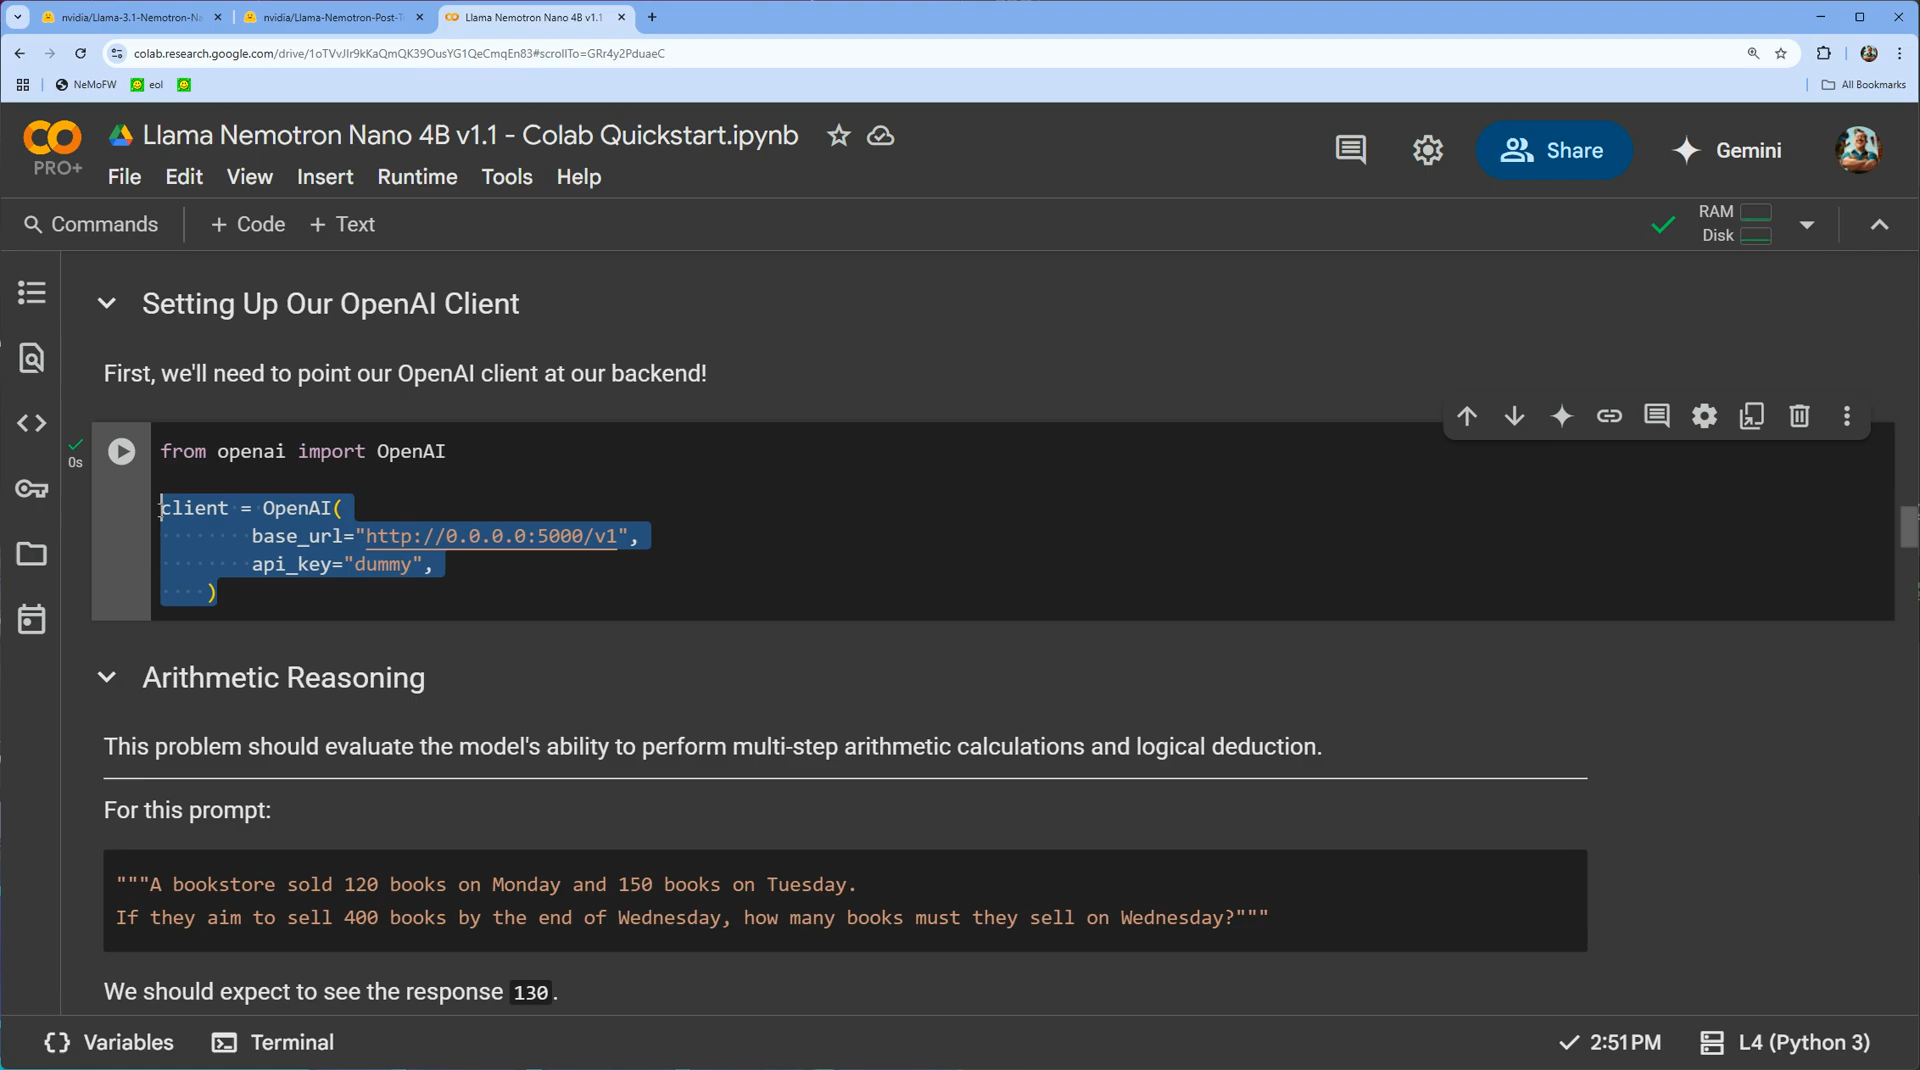 nvidia/Llama-3.1-Nemotron-Na
nvidia/Llama-Nemotron-Post-T
Llama Nemotron Nano 4B v1.1
colab.research.google.com/drive/1oTVvJIr9kKaQmQK39OusYG1QeCmqEn83#scrollTo=GRr4y2PduaeC
NeMoFW
eol
All Bookmarks
PRO+
Llama Nemotron Nano 4B v1.1 - Colab Quickstart.ipynb
Share
Gemini
File Edit View Insert Runtime Tools Help
Commands
+ Code
+ Text
RAM
Disk
Setting Up Our OpenAI Client
First, we'll need to point our OpenAI client at our backend!
0s
from openai import OpenAI
client = OpenAI(
base_url="http://0.0.0.0:5000/v1",
api_key="dummy",
)
Arithmetic Reasoning
This problem should evaluate the model's ability to perform multi-step arithmetic calculations and logical deduction.
For this prompt:
"""A bookstore sold 120 books on Monday and 150 books on Tuesday.
If they aim to sell 400 books by the end of Wednesday, how many books must they sell on Wednesday?"""
We should expect to see the response 130.
Variables
Terminal
2:51 PM
L4 (Python 3)